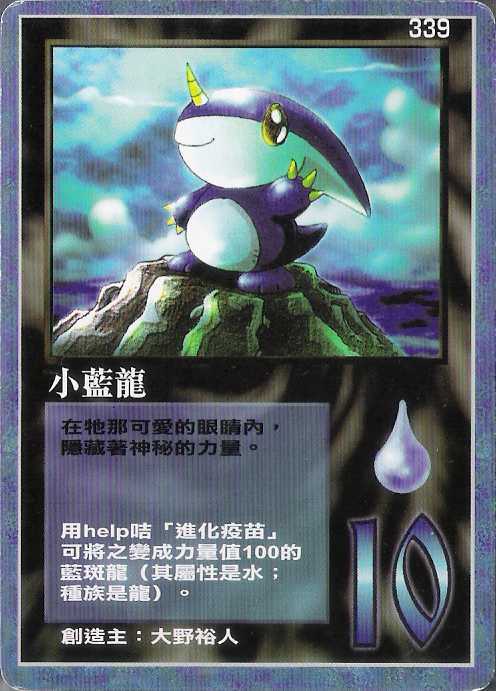 339
小藍龍
在牠那可愛的眼睛內，
隱藏著神秘的力量。
用help咭「進化疫苗」
可將之變成力量值100的
藍斑龍（其屬性是水；
種族是龍）。
10
創造主：大野裕人